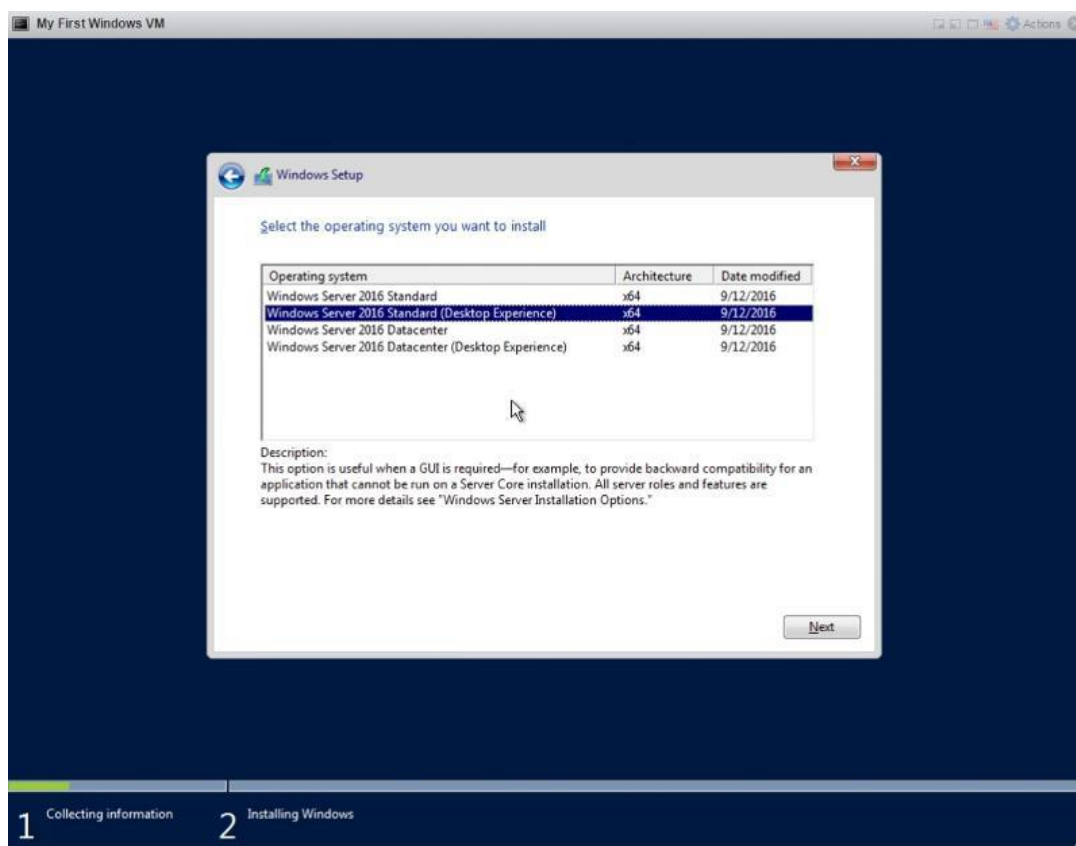 My First Windows VM
Actions
Windows Setup
Select the operating system you want to install
Operating system Architecture Date modified
Windows Server 2016 Standard x64 9/12/2016
Windows Server 2016 Standard (Desktop Experience) x64 9/12/2016
Windows Server 2016 Datacenter x64 9/12/2016
Windows Server 2016 Datacenter (Desktop Experience) x64 9/12/2016
Description:
This option is useful when a GUI is required—for example, to provide backward compatibility for an
application that cannot be run on a Server Core installation. All server roles and features are
supported. For more details see "Windows Server Installation Options."
Next
1 Collecting information 2 Installing Windows